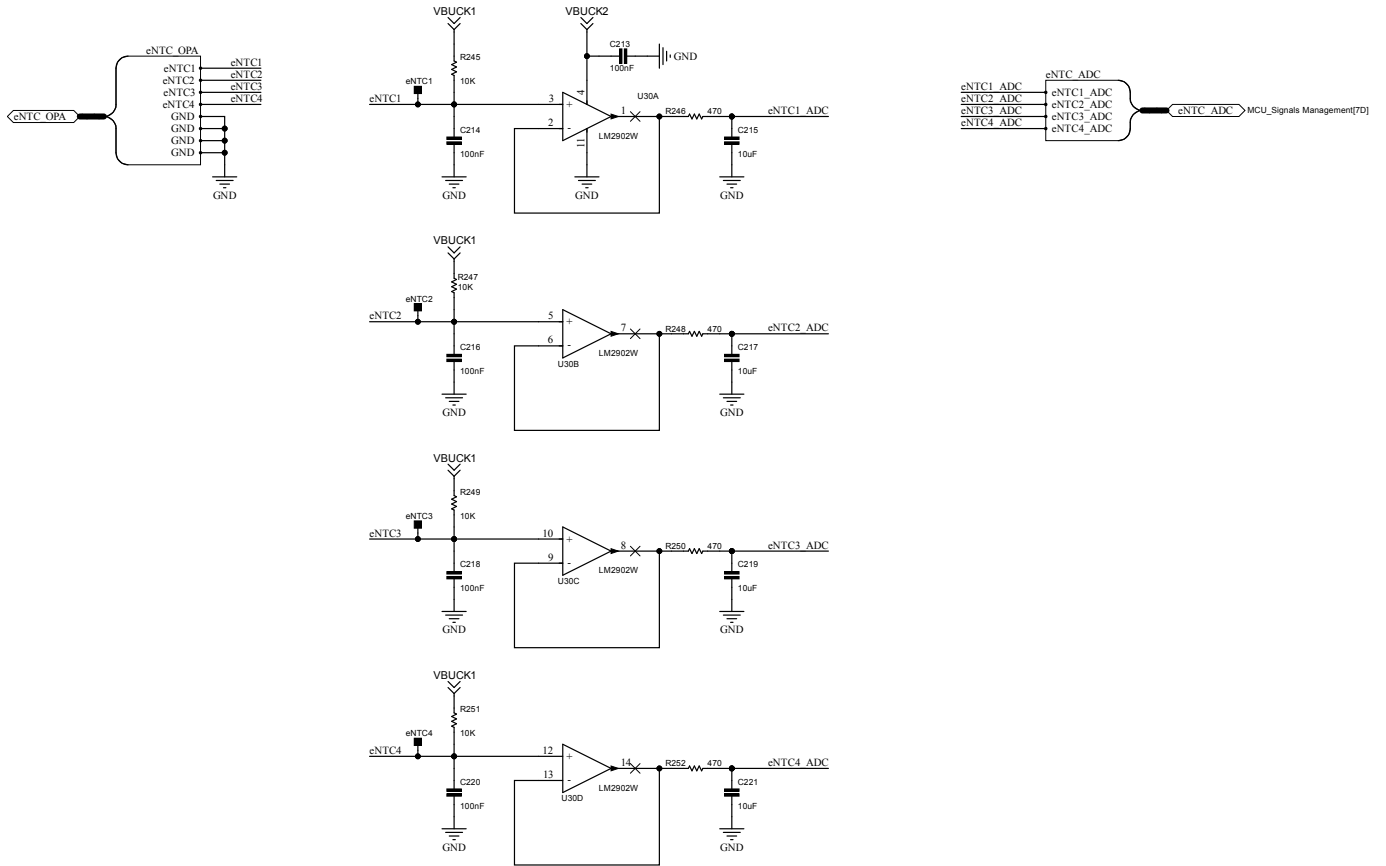 VBUCK1
VBUCK2
C213
100nF
GND
R245
10K
eNTC1
eNTC1
3
+
2
-
4
11
1
U30A
LM2902W
R246
470
eNTC1_ADC
C214
100nF
GND
GND
C215
10uF
GND
eNTC_OPA
eNTC_OPA
eNTC1
eNTC2
eNTC3
eNTC4
GND
GND
GND
GND
eNTC1
eNTC2
eNTC3
eNTC4
GND
eNTC1_ADC
eNTC2_ADC
eNTC3_ADC
eNTC4_ADC
eNTC_ADC
eNTC1_ADC
eNTC2_ADC
eNTC3_ADC
eNTC4_ADC
eNTC_ADC
MCU_Signals Management[7D]
VBUCK1
R247
10K
eNTC2
eNTC2
5
+
6
-
7
U30B
LM2902W
R248
470
eNTC2_ADC
C216
100nF
GND
C217
10uF
GND
VBUCK1
R249
10K
eNTC3
eNTC3
10
+
9
-
8
U30C
LM2902W
R250
470
eNTC3_ADC
C218
100nF
GND
C219
10uF
GND
VBUCK1
R251
10K
eNTC4
eNTC4
12
+
13
-
14
U30D
LM2902W
R252
470
eNTC4_ADC
C220
100nF
GND
C221
10uF
GND